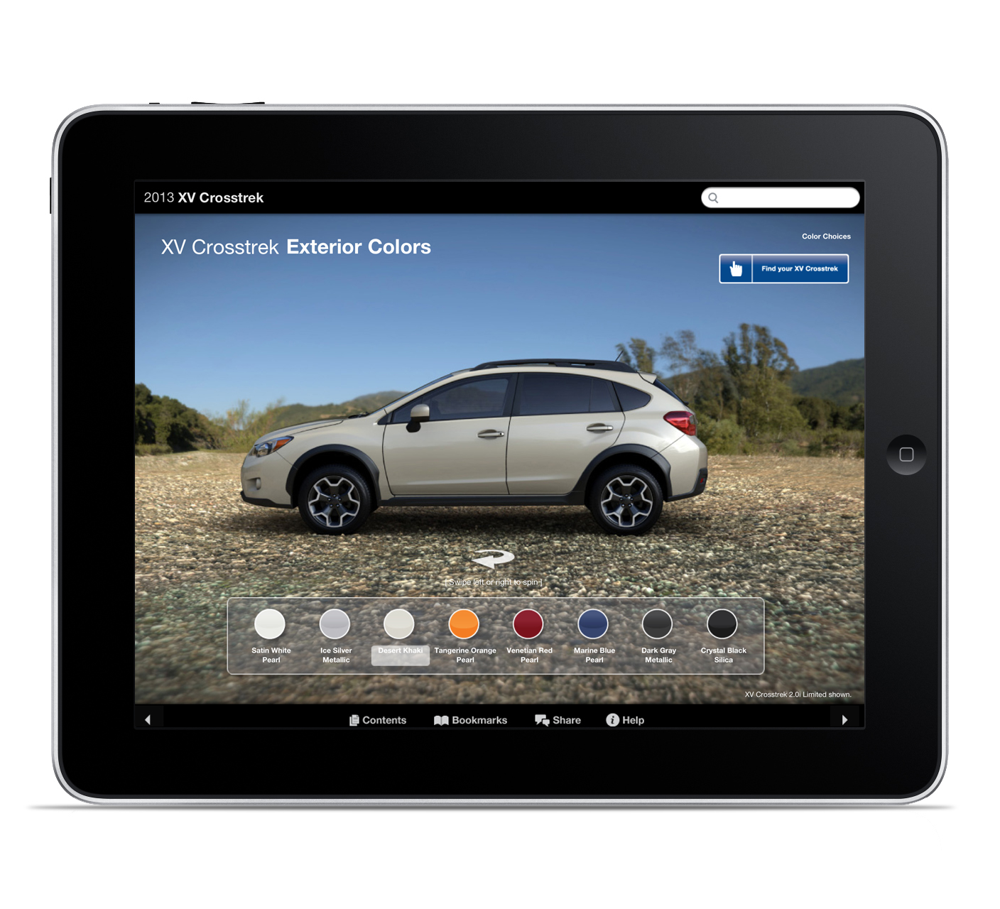 2013 XV Crosstrek
XV Crosstrek Exterior Colors
Color Choices
Find your XV Crosstrek
[ Swipe left or right to spin ]
Satin White
Pearl
Ice Silver
Metallic
Desert Khaki
Tangerine Orange
Pearl
Venetian Red
Pearl
Marine Blue
Pearl
Dark Gray
Metallic
Crystal Black
Silica
XV Crosstrek 2.0i Limited shown.
Contents
Bookmarks
Share
Help